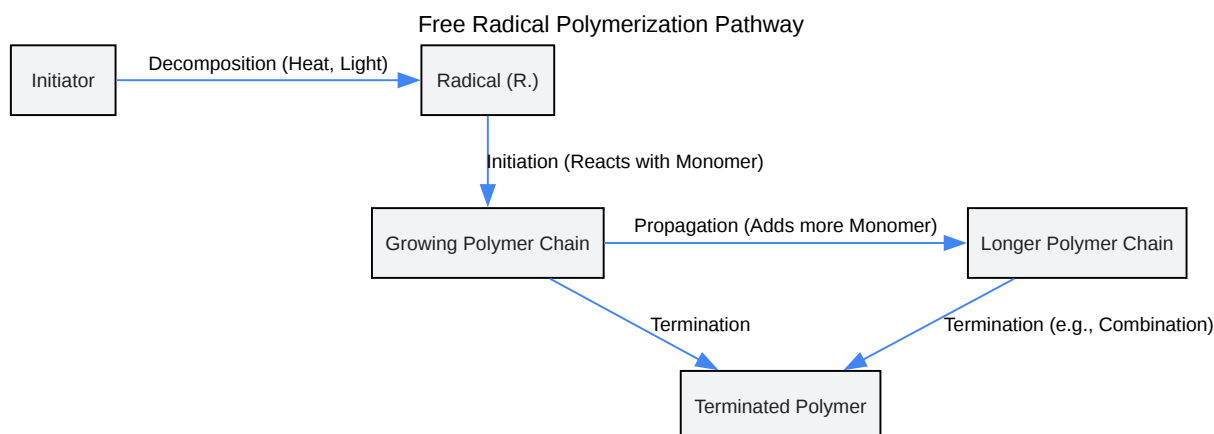 Free Radical Polymerization Pathway
Decomposition (Heat, Light)
Initiator
Radical (R.)
Initiation (Reacts with Monomer)
Propagation (Adds more Monomer)
Growing Polymer Chain
Longer Polymer Chain
Termination
Termination (e.g., Combination)
Terminated Polymer